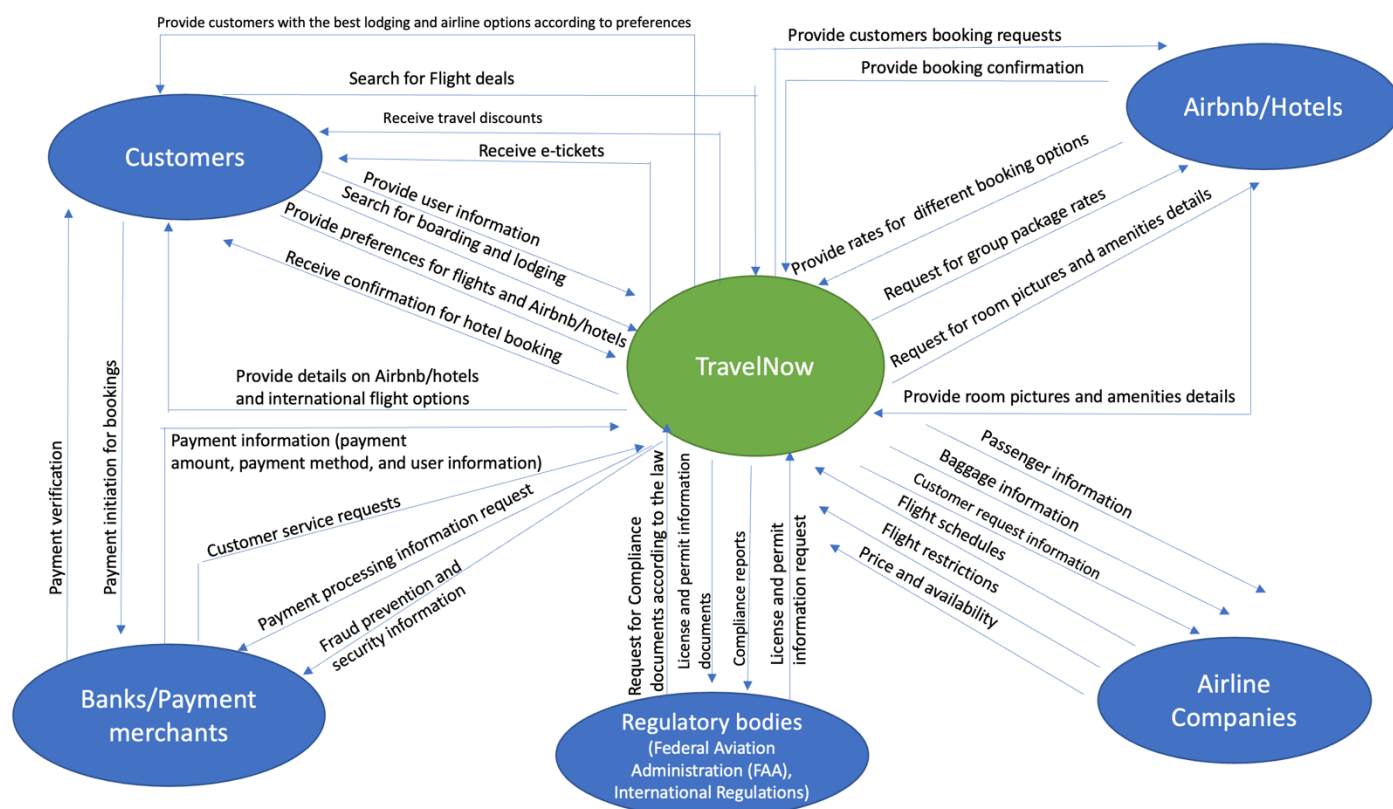 Provide customers with the best lodging and airline options according to preferences
Provide customers booking requests
Provide booking confirmation
Search for Flight deals
Airbnb/Hotels
Receive travel discounts
Customers
Receive e-tickets
Provide user information
Search for boarding and lodging
Provide preferences for flights and Airbnb/hotels
Receive confirmation for hotel booking
Provide rates for  different booking options
Request for group package rates
Request for room pictures and amenities details
TravelNow
Provide details on Airbnb/hotels
and international flight options
Provide room pictures and amenities details
Payment verification
Payment initiation for bookings
Payment information (payment
amount, payment method, and user information)
Customer service requests
Payment processing information request
Fraud prevention and
security information
Request for Compliance
documents according to the law
License and permit information
documents
Compliance reports
License and permit
information request
Passenger information
Baggage information
Customer request information
Flight schedules
Flight restrictions
Price and availability
Banks/Payment
merchants
Regulatory bodies
(Federal Aviation
Administration (FAA),
International Regulations)
Airline
Companies